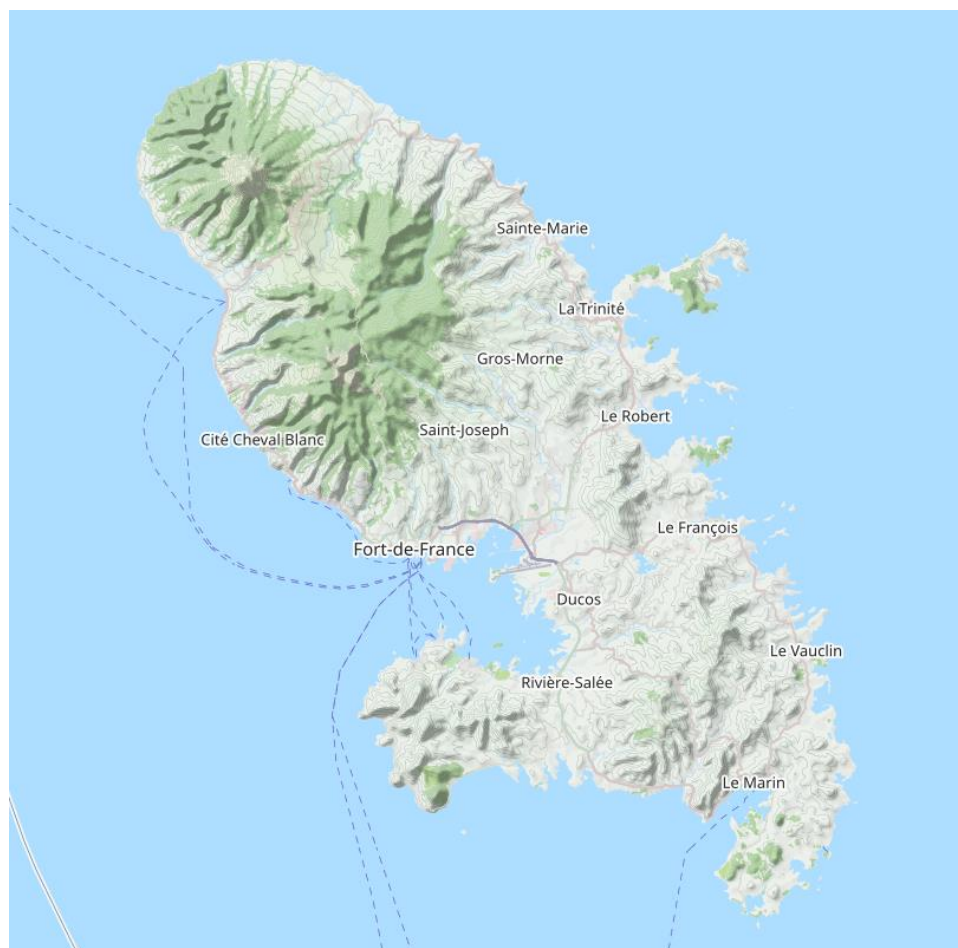 Sainte-Marie
La Trinité
Gros-Morne
Le Robert
Saint-Joseph
Cité Cheval Blanc
Le François
Fort-de-France
Ducos
Le Vauclin
Rivière-Salée
Le Marin